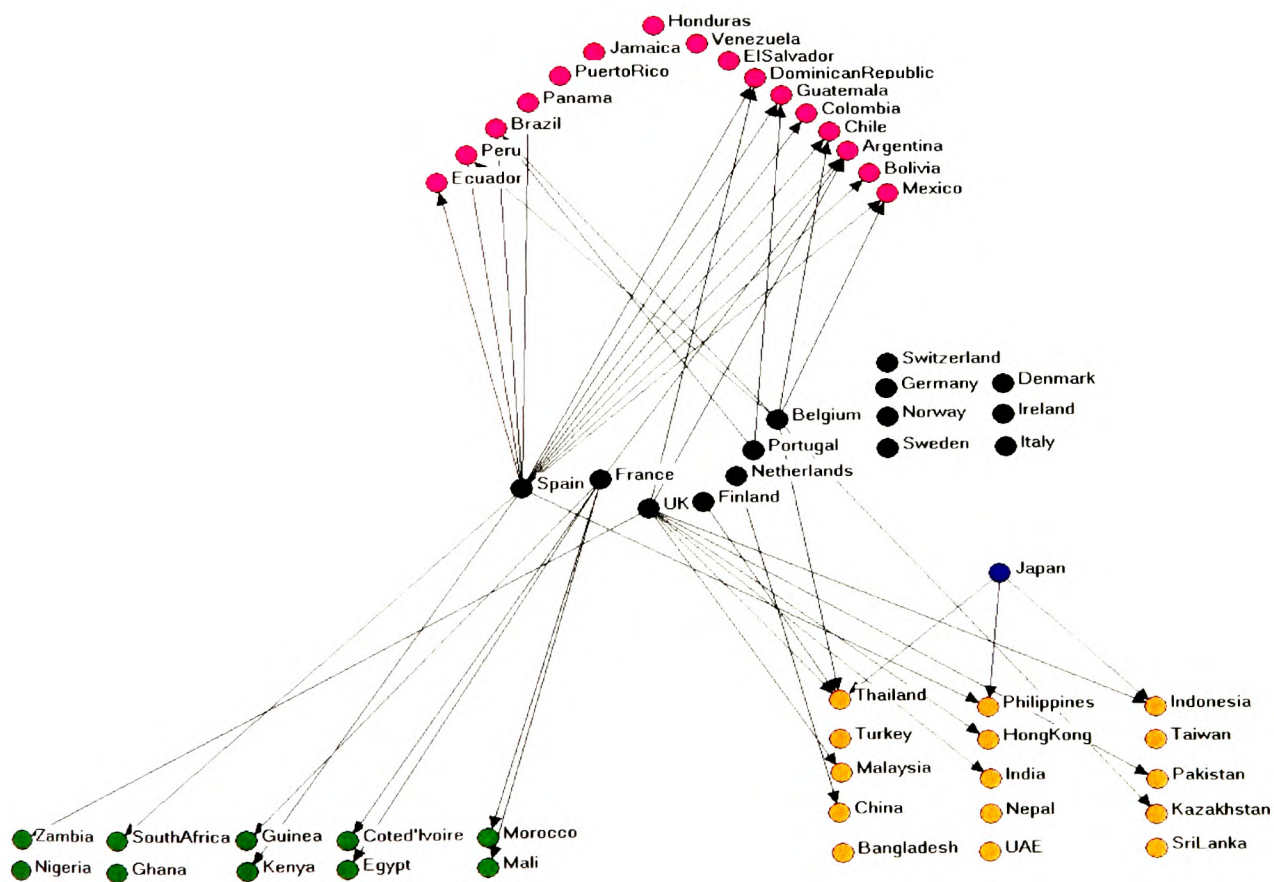 Honduras
Venezuela
Jamaica
ElSalvador
PuertoRico
DominicanRepublic
Guatemala
Panama
Colombia
Brazil
Chile
Peru
Argentina
Ecuador
Bolivia
Mexico
Switzerland
Germany
Denmark
Belgium
Norway
Ireland
Portugal
Sweden
Italy
Netherlands
Spain
France
UK
Finland
Japan
Thailand
Philippines
Indonesia
Turkey
HongKong
Taiwan
Malaysia
India
Pakistan
China
Nepal
Kazakhstan
Bangladesh
UAE
SriLanka
Zambia
SouthAfrica
Guinea
Coted'Ivoire
Morocco
Nigeria
Ghana
Kenya
Egypt
Mali